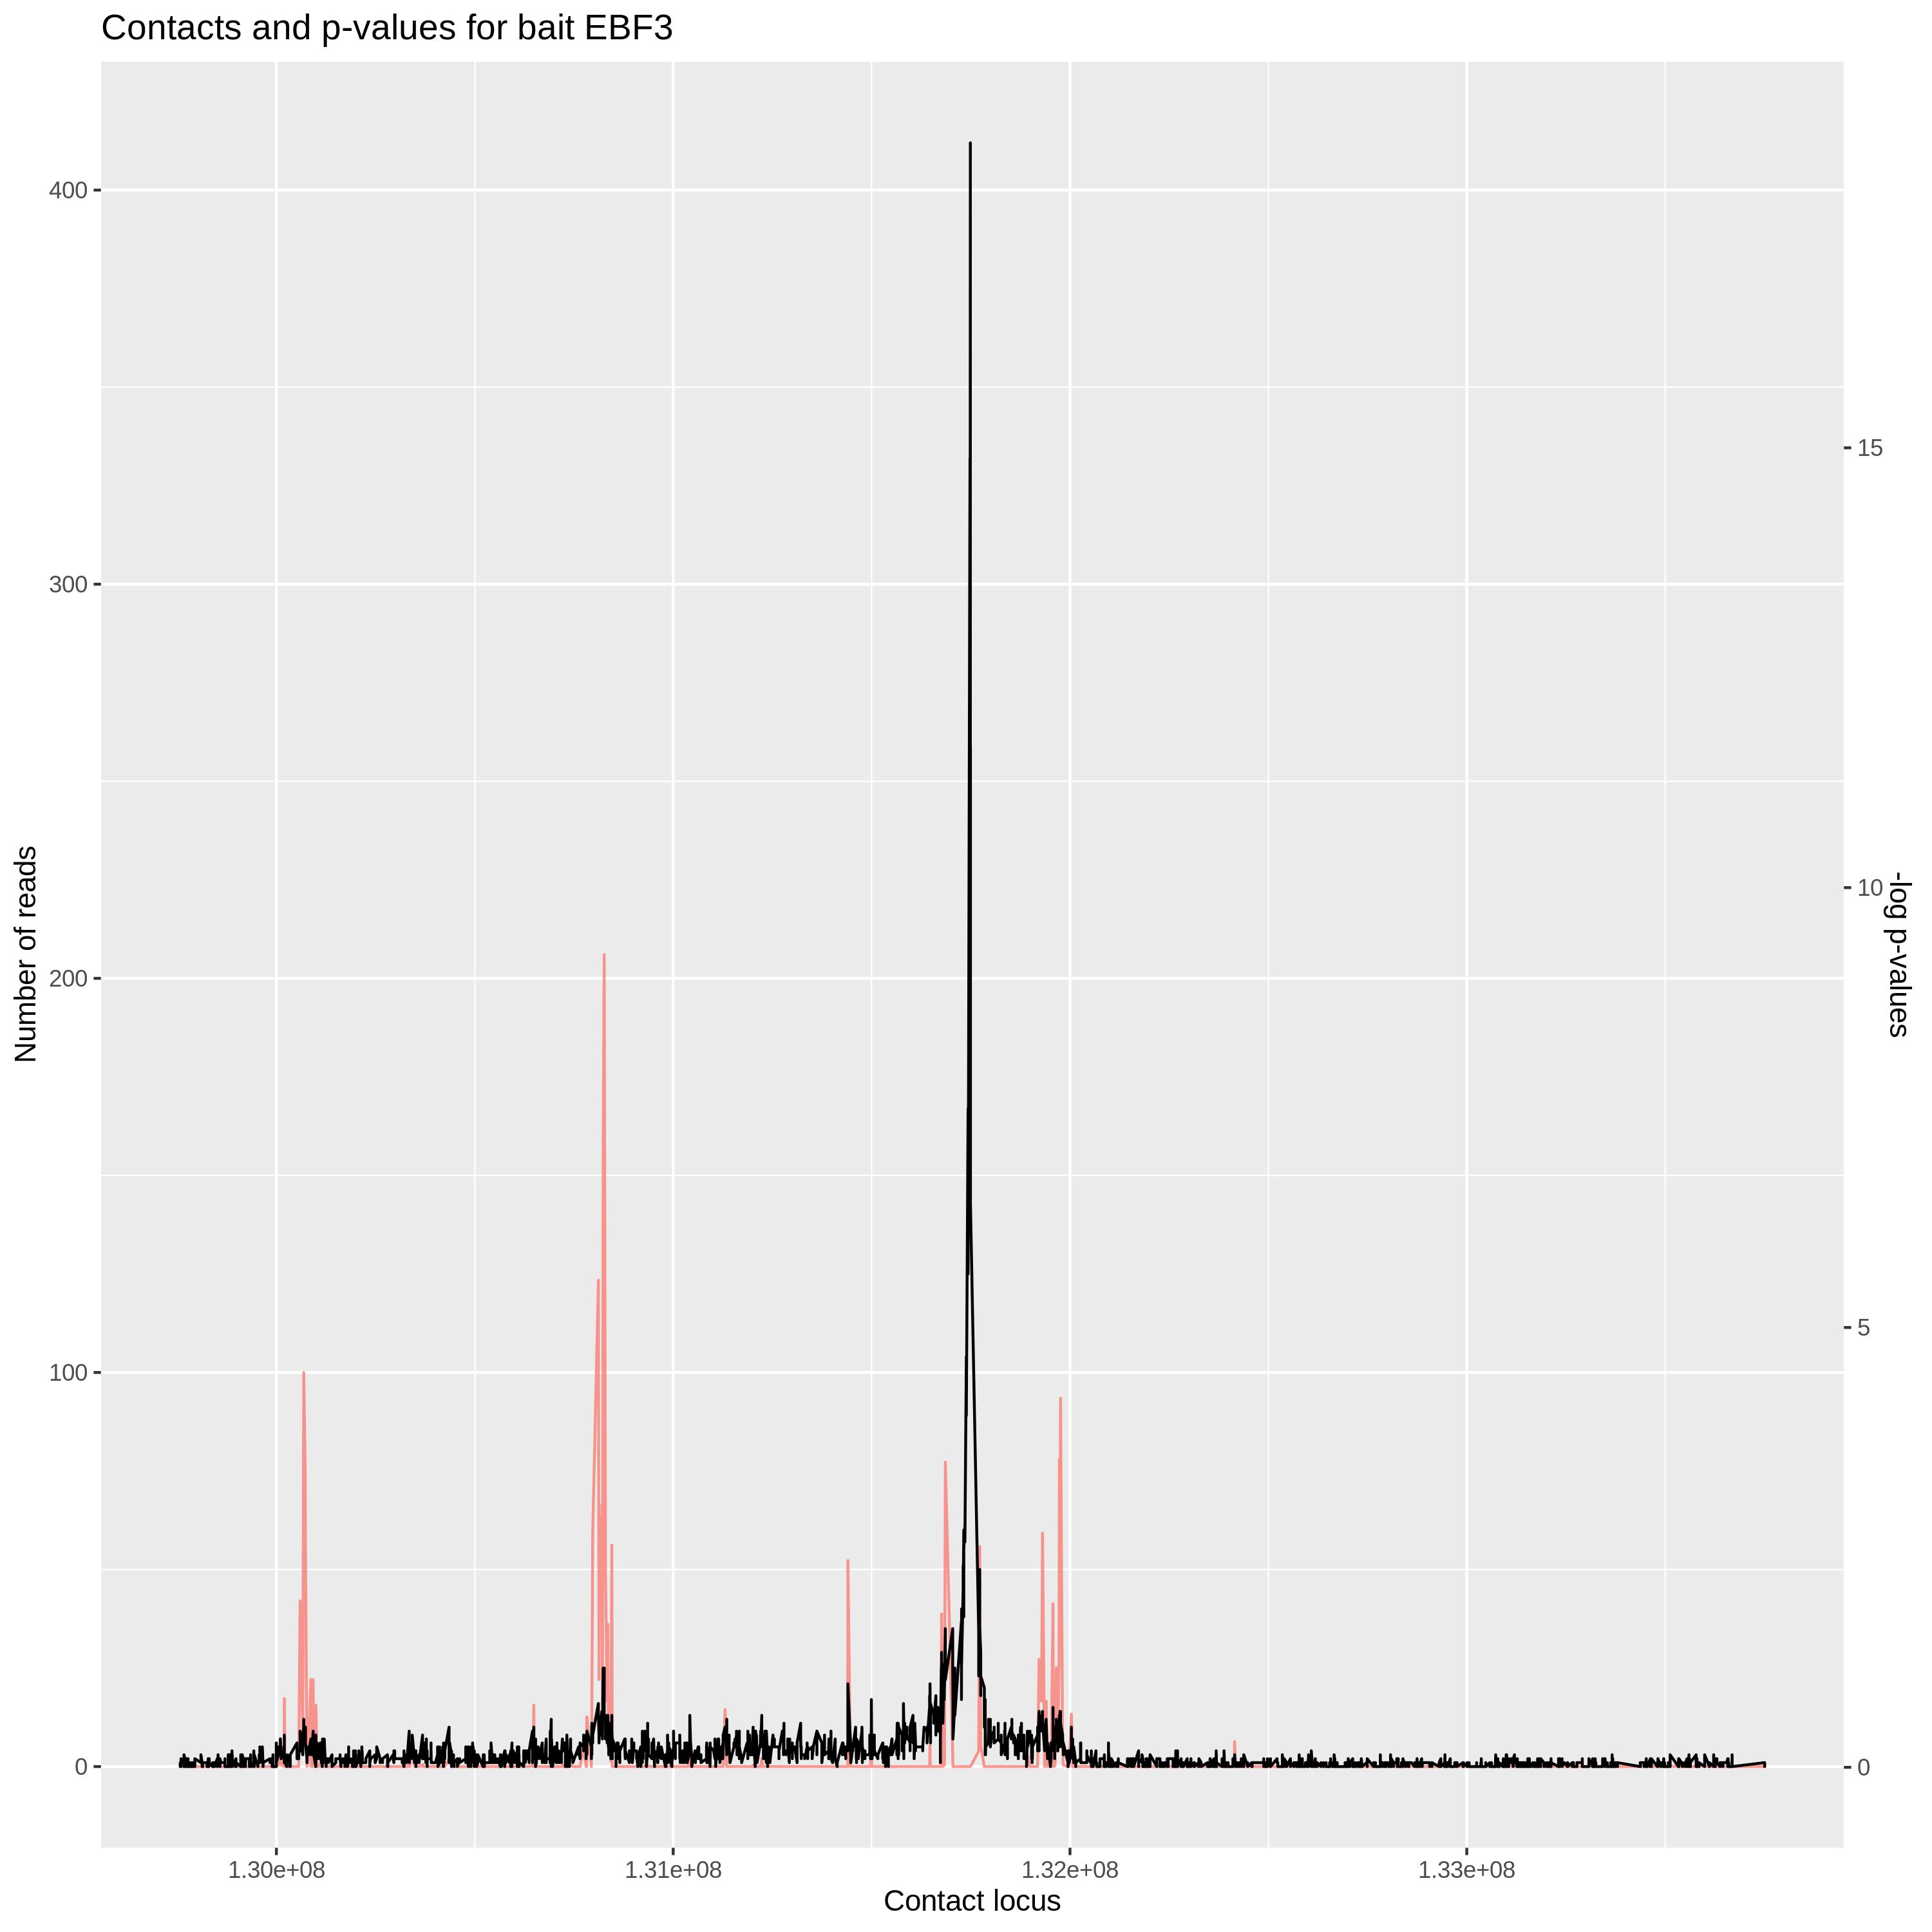 Contacts and p-values for bait EBF3
400
300
200
100
0
Number of reads
15
10
5
0
-log p-values
1.30e+08
1.31e+08
1.32e+08
1.33e+08
Contact locus